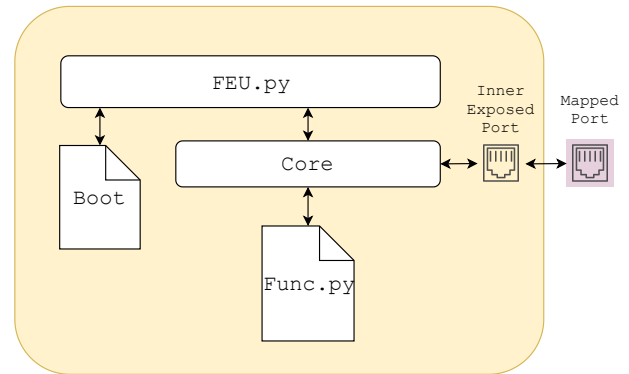 FEU.py
Inner
Exposed
Port
Mapped
Port
Boot
Core
Func.py